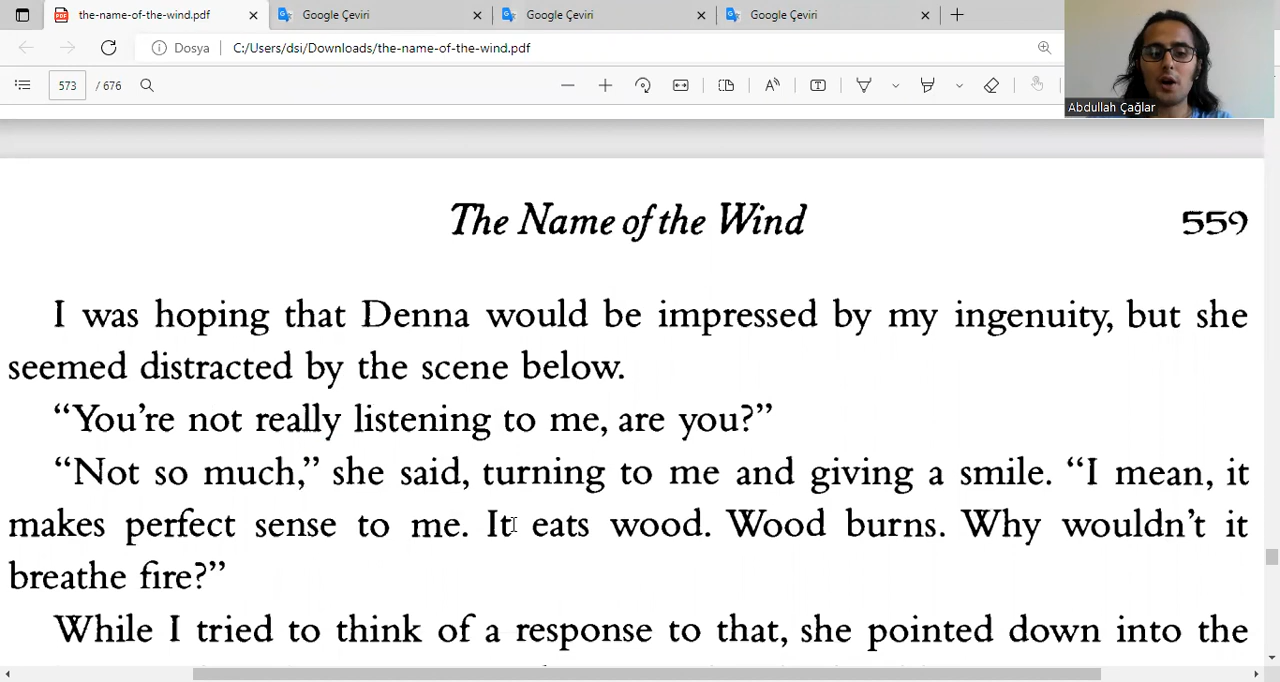 the-name-of-the-wind.pdf
Google Çeviri
Google Çeviri
Google Çeviri
Dosya
C:/Users/dsi/Downloads/the-name-of-the-wind.pdf
573 / 676
Abdullah Çağlar
The Name of the Wind 559
I was hoping that Denna would be impressed by my ingenuity, but she
seemed distracted by the scene below.
“You’re not really listening to me, are you?”
“Not so much,” she said, turning to me and giving a smile. “I mean, it
makes perfect sense to me. It eats wood. Wood burns. Why wouldn’t it
breathe fire?”
While I tried to think of a response to that, she pointed down into the